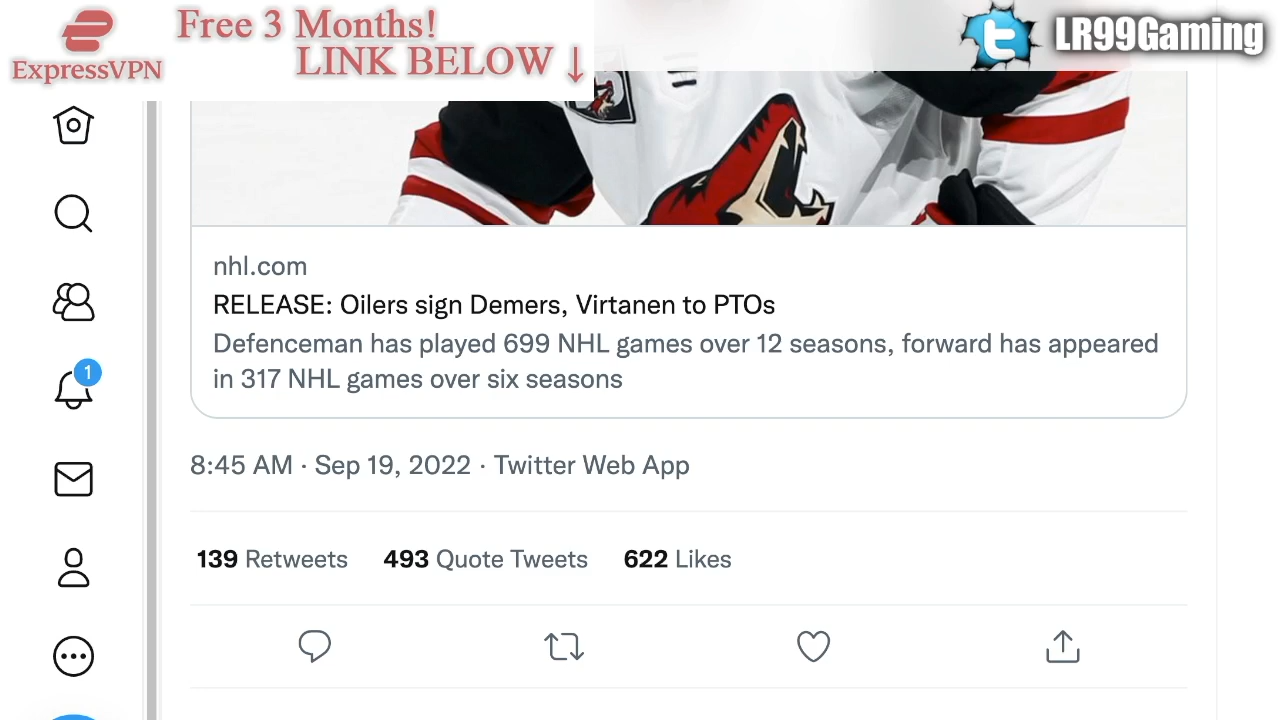 Free 3 Months!
LINK BELOW ↓
ExpressVPN
LR99Gaming
nhl.com
RELEASE: Oilers sign Demers, Virtanen to PTOs
Defenceman has played 699 NHL games over 12 seasons, forward has appeared
in 317 NHL games over six seasons
1
8:45 AM · Sep 19, 2022 · Twitter Web App
139 Retweets 493 Quote Tweets 622 Likes